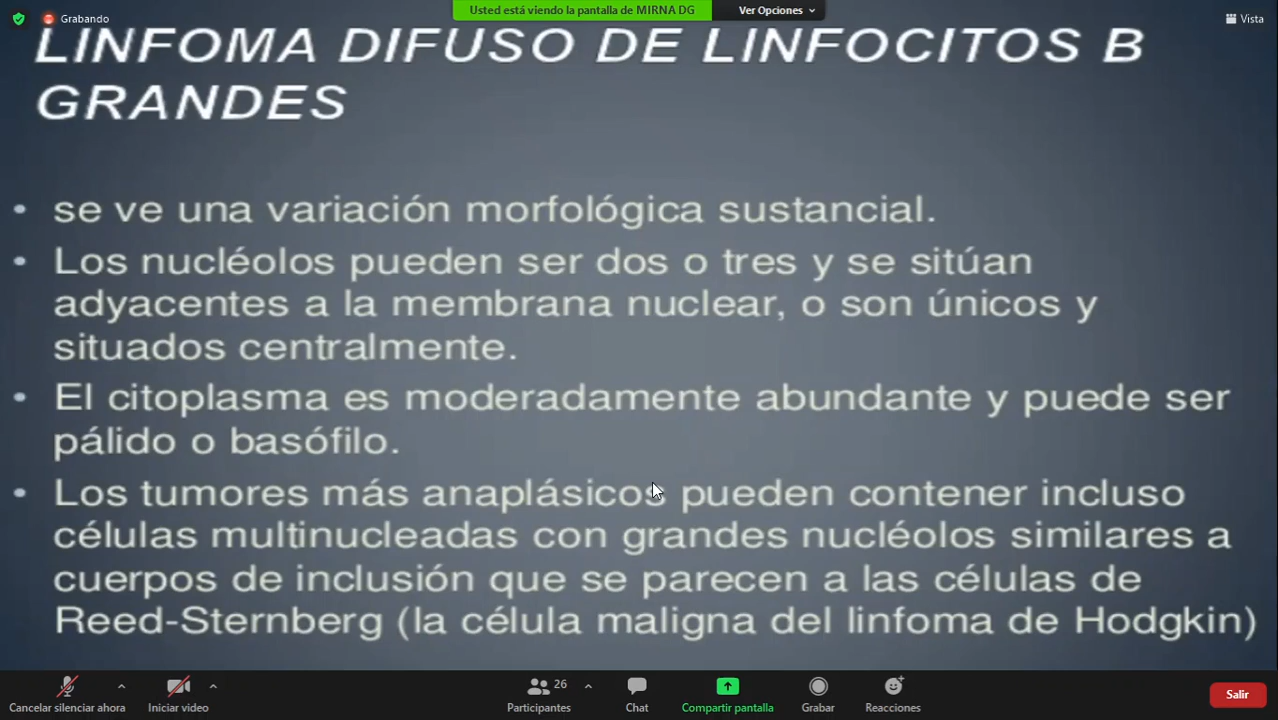 Grabando
Usted está viendo la pantalla de MIRNA DG
Ver Opciones
Vista
LINFOMA DIFUSO DE LINFOCITOS B
GRANDES
• se ve una variación morfológica sustancial.
• Los nucléolos pueden ser dos o tres y se sitúan
adyacentes a la membrana nuclear, o son únicos y
situados centralmente.
• El citoplasma es moderadamente abundante y puede ser
pálido o basófilo.
• Los tumores más anaplásicos pueden contener incluso
células multinucleadas con grandes nucléolos similares a
cuerpos de inclusión que se parecen a las células de
Reed-Sternberg (la célula maligna del linfoma de Hodgkin)
Cancelar silenciar ahora
Iniciar video
26
Participantes
Chat
Compartir pantalla
Grabar
Reacciones
Salir